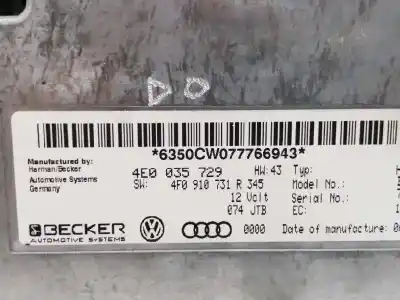 *6350CW077766943*
Manufactured by:
Harman/Becker
Automotive Systems
Germany
4E0 035 729 HW: 43 Typ:
SW: 4F0 910 731 R 345 Model No.:
12 Volt Serial No.
074 JTB EC:
BECKER
AUTOMOTIVE SYSTEMS
0000 Date of manufacture: